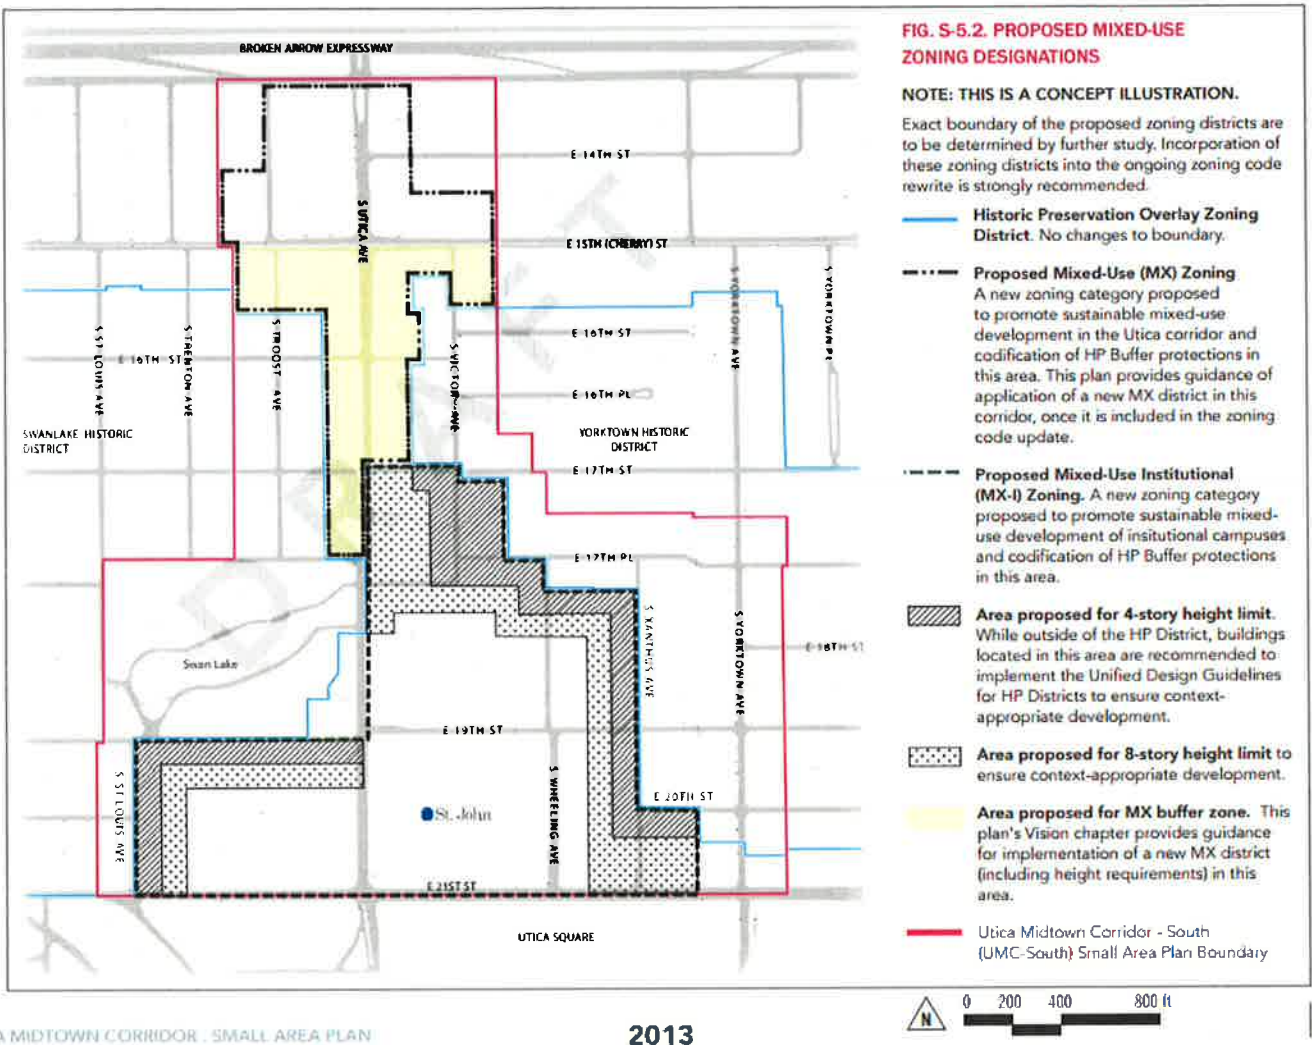 FIG. S-5.2. PROPOSED MIXED-USE
ZONING DESIGNATIONS
NOTE: THIS IS A CONCEPT ILLUSTRATION.
Exact boundary of the proposed zoning districts are
to be determined by further study. Incorporation of
these zoning districts into the ongoing zoning code
rewrite is strongly recommended.
Historic Preservation Overlay Zoning
District. No changes to boundary.
Proposed Mixed-Use (MX) Zoning
A new zoning category proposed
to promote sustainable mixed-use
development in the Utica corridor and
codification of HP Buffer protections in
this area. This plan provides guidance of
application of a new MX district in this
corridor, once it is included in the zoning
code update.
Proposed Mixed-Use Institutional
(MX-I) Zoning. A new zoning category
proposed to promote sustainable mixed-
use development of insitutional campuses
and codification of HP Buffer protections
in this area.
Area proposed for 4-story height limit.
While outside of the HP District, buildings
located in this area are recommended to
implement the Unified Design Guidelines
for HP Districts to ensure context-
appropriate development.
Area proposed for 8-story height limit to
ensure context-appropriate development.
Area proposed for MX buffer zone. This
plan's Vision chapter provides guidance
for implementation of a new MX district
(including height requirements) in this
area.
Utica Midtown Corridor - South
(UMC-South) Small Area Plan Boundary
N
0 200 400 800 ft
BROKEN ARROW EXPRESSWAY
E 14TH ST
S UTICA AVE
E 15TH (CHERRY) ST
S YORKTOWN AVE
S YORKTOWN PL
E 16TH ST
E 16TH ST
S ST LOUIS AVE
S TRENTON AVE
S TROOST AVE
S VICTOR AVE
E 16TH PL
SWAN LAKE HISTORIC
DISTRICT
YORKTOWN HISTORIC
DISTRICT
E 17TH ST
E 17TH PL
S XANTHUS AVE
S YORKTOWN AVE
E 18TH ST
Swan Lake
E 19TH ST
S ST LOUIS AVE
S WHEELING AVE
E 20TH ST
St. John
E 21ST ST
UTICA SQUARE
DRAFT
A MIDTOWN CORRIDOR . SMALL AREA PLAN
2013